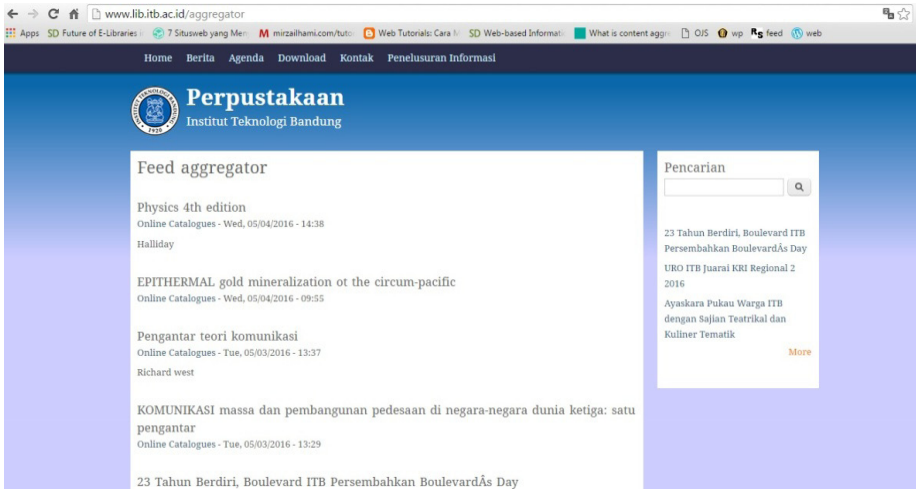 www.lib.itb.ac.id/aggregator
Apps SD Future of E-Libraries 7 Situsweb yang Men mirzailhami.com/tuto Web Tutorials: Cara SD Web-based Informati What is content aggr OJS wp feed web
Home Berita Agenda Download Kontak Penelusuran Informasi
Perpustakaan
Institut Teknologi Bandung
INSTITUT TEKNOLOGI BANDUNG
1920
Feed aggregator
Physics 4th edition
Online Catalogues - Wed, 05/04/2016 - 14:38
Halliday
EPITHERMAL gold mineralization ot the circum-pacific
Online Catalogues - Wed, 05/04/2016 - 09:55
Pengantar teori komunikasi
Online Catalogues - Tue, 05/03/2016 - 13:37
Richard west
KOMUNIKASI massa dan pembangunan pedesaan di negara-negara dunia ketiga: satu
pengantar
Online Catalogues - Tue, 05/03/2016 - 13:29
23 Tahun Berdiri, Boulevard ITB Persembahkan BoulevardÂs Day
Pencarian
23 Tahun Berdiri, Boulevard ITB
Persembahkan BoulevardÂs Day
URO ITB Juarai KRI Regional 2
2016
Ayaskara Pukau Warga ITB
dengan Sajian Teatrikal dan
Kuliner Tematik
More